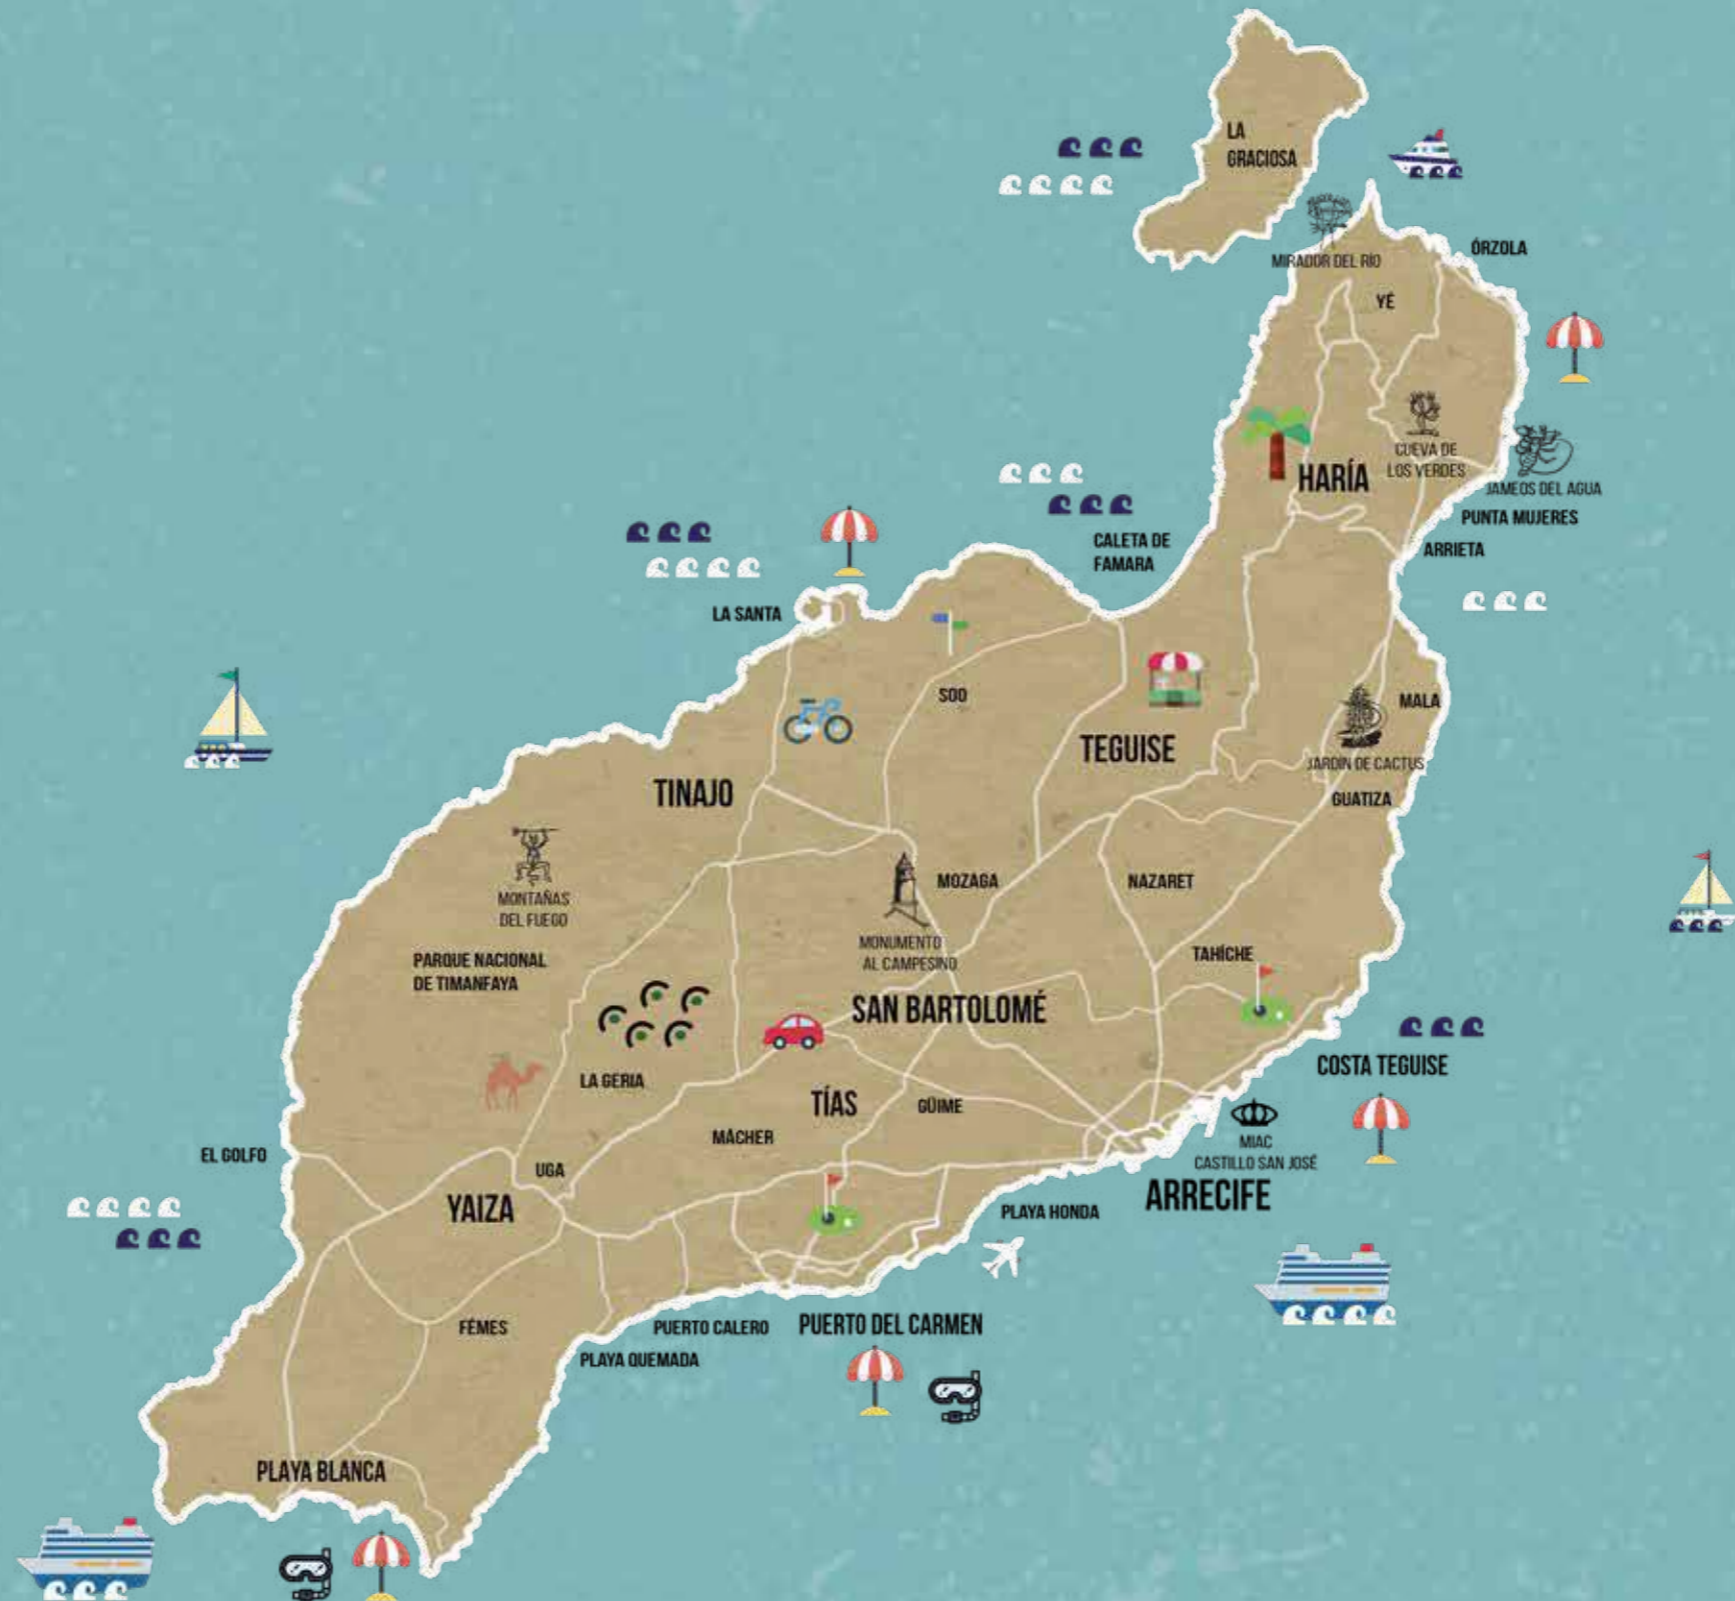 LA
GRACIOSA
MIRADOR DEL RÍO
ÓRZOLA
YÉ
CUEVA DE
LOS VERDES
HARÍA
JAMEOS DEL AGUA
PUNTA MUJERES
CALETA DE
FAMARA
ARRIETA
LA SANTA
SOO
MALA
TEGUISE
JARDÍN DE CACTUS
TINAJO
GUATIZA
MOZAGA
NAZARET
MONTAÑAS
DEL FUEGO
MONUMENTO
AL CAMPESINO
TAHÍCHE
PARQUE NACIONAL
DE TIMANFAYA
SAN BARTOLOMÉ
COSTA TEGUISE
LA GERIA
TÍAS
GÜIME
MÁCHER
MIAC
CASTILLO SAN JOSÉ
EL GOLFO
UGA
YAIZA
ARRECIFE
PLAYA HONDA
FÉMES
PUERTO CALERO
PUERTO DEL CARMEN
PLAYA QUEMADA
PLAYA BLANCA